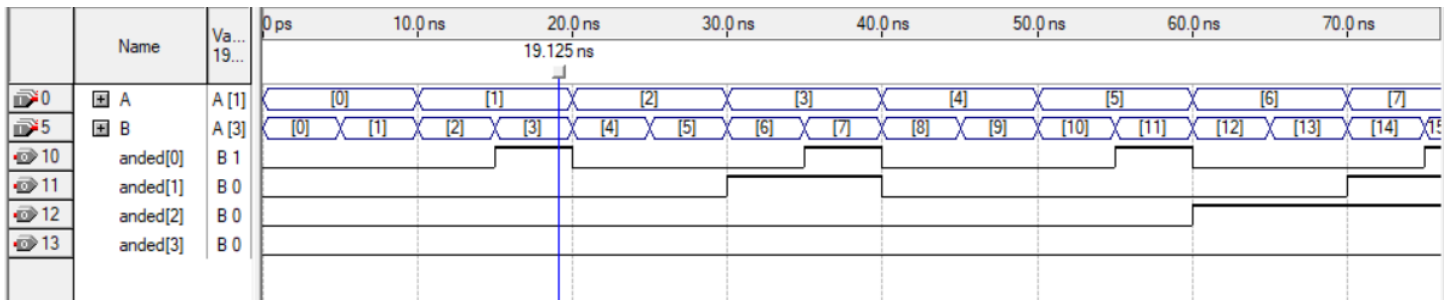 0 ps 10.0 ns 20.0 ns 30.0 ns 40.0 ns 50.0 ns 60.0 ns 70.0 ns
Name Va... 19...
19.125 ns
0 A A [1] [0] [1] [2] [3] [4] [5] [6] [7]
5 B A [3] [0] [1] [2] [3] [4] [5] [6] [7] [8] [9] [10] [11] [12] [13] [14] [15
10 anded[0] B 1
11 anded[1] B 0
12 anded[2] B 0
13 anded[3] B 0